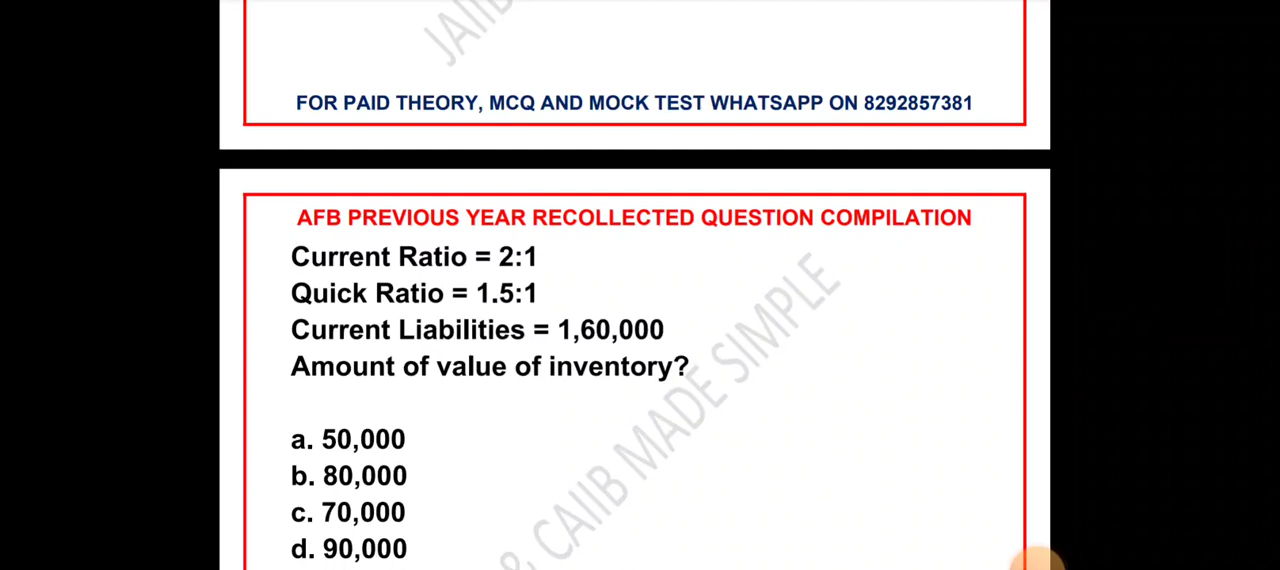 JAIIB
FOR PAID THEORY, MCQ AND MOCK TEST WHATSAPP ON 8292857381
AFB PREVIOUS YEAR RECOLLECTED QUESTION COMPILATION
Current Ratio = 2:1
Quick Ratio = 1.5:1
Current Liabilities = 1,60,000
Amount of value of inventory?
a. 50,000
b. 80,000
c. 70,000
d. 90,000
& CAIIB MADE SIMPLE